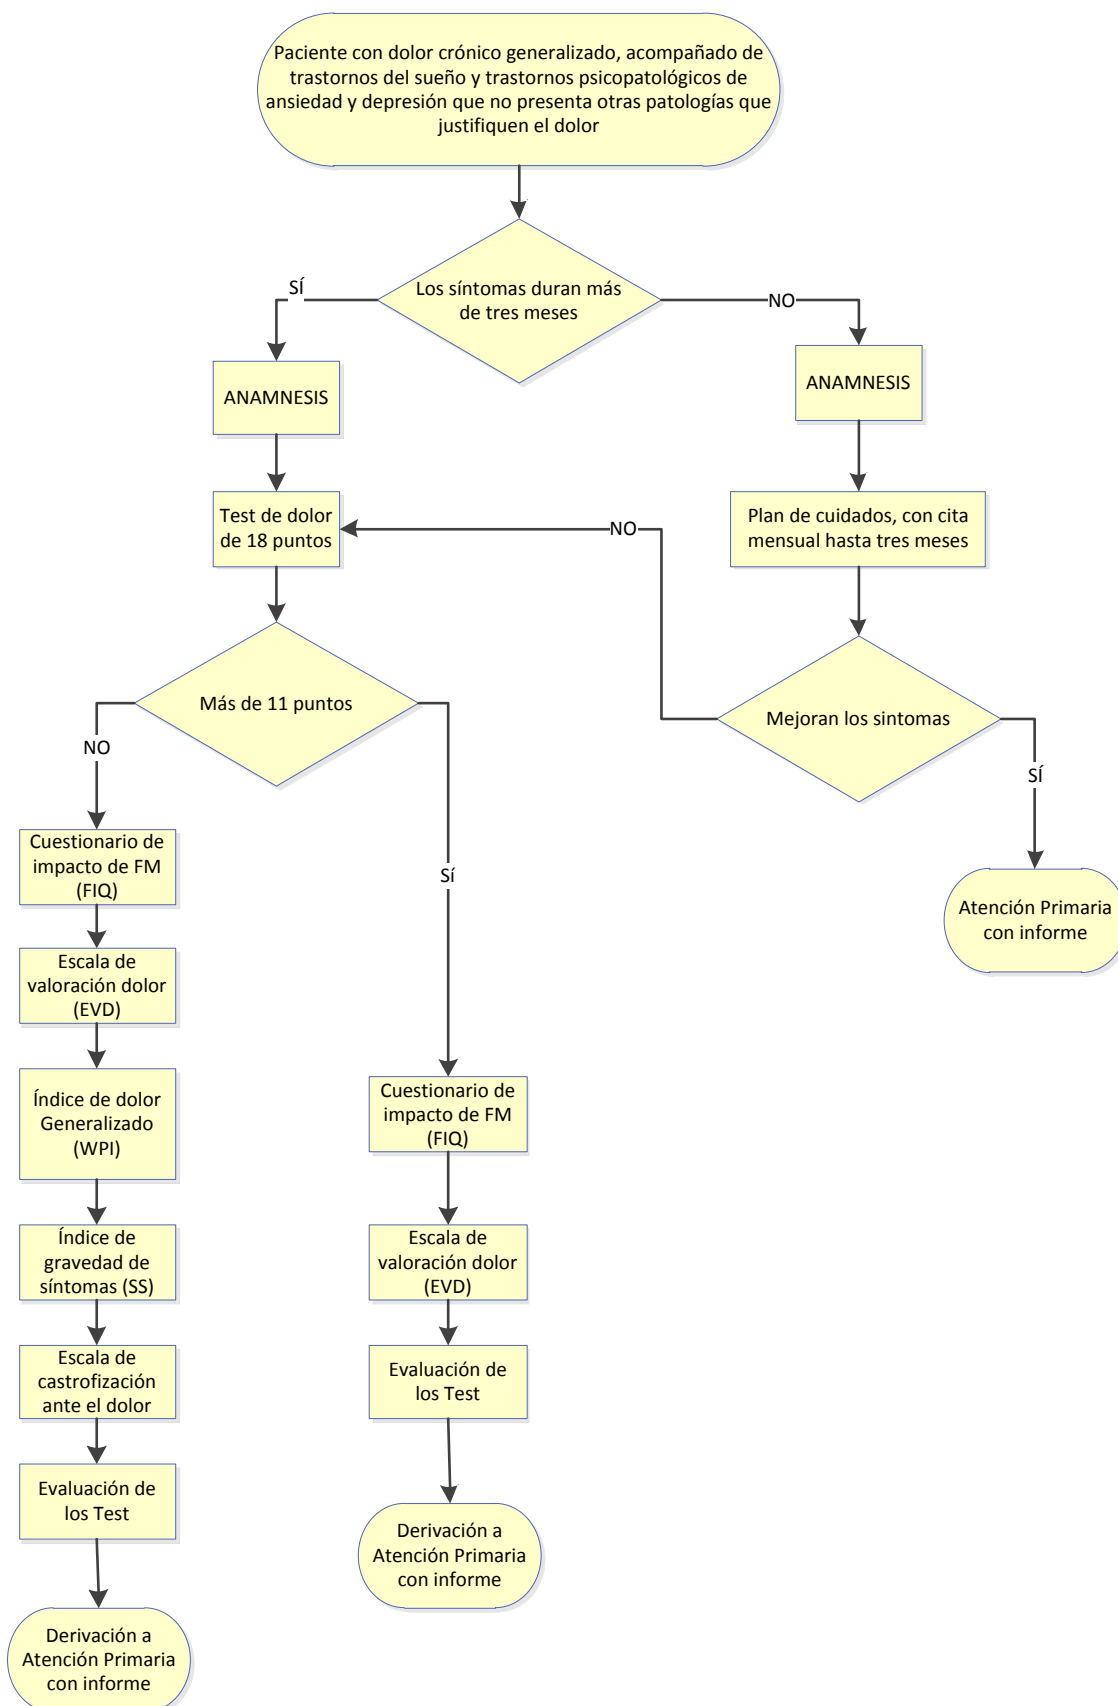 Paciente con dolor crónico generalizado, acompañado de
trastornos del sueño y trastornos psicopatológicos de
ansiedad y depresión que no presenta otras patologías que
justifiquen el dolor
Los síntomas duran más
de tres meses
SÍ
NO
ANAMNESIS
ANAMNESIS
Test de dolor
de 18 puntos
NO
Plan de cuidados, con cita
mensual hasta tres meses
Más de 11 puntos
Mejoran los sintomas
NO
SÍ
SÍ
Cuestionario de
impacto de FM
(FIQ)
Atención Primaria
con informe
Escala de
valoración dolor
(EVD)
Índice de dolor
Generalizado
(WPI)
Cuestionario de
impacto de FM
(FIQ)
Índice de
gravedad de
síntomas (SS)
Escala de
valoración dolor
(EVD)
Escala de
castrofización
ante el dolor
Evaluación de
los Test
Evaluación de
los Test
Derivación a
Atención Primaria
con informe
Derivación a
Atención Primaria
con informe